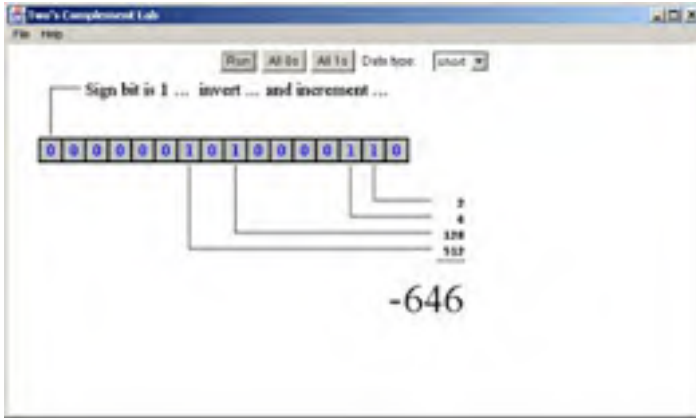 Two's Complement Lab
File Help
Run All 0s All 1s Data type: short
Sign bit is 1 ... invert ... and increment ...
0 0 0 0 0 0 1 0 1 0 0 0 0 1 1 0
2
4
128
512
-646